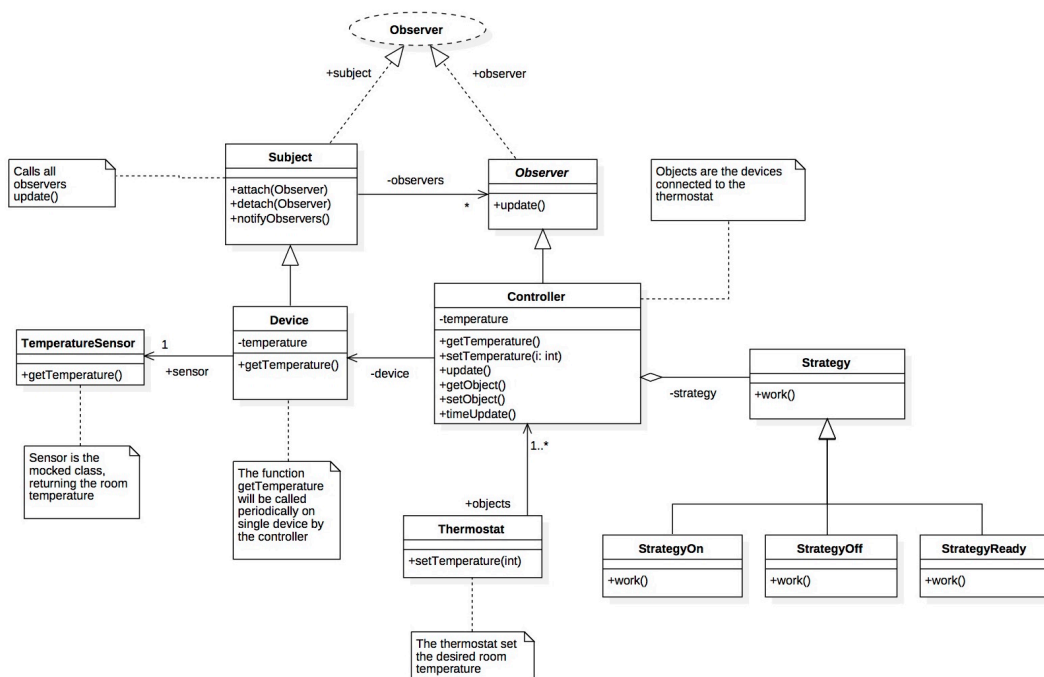 Observer
+subject
+observer
Subject
+attach(Observer)
+detach(Observer)
+notifyObservers()
Calls all
observers
update()
-observers
*
Observer
+update()
Objects are the devices
connected to the
thermostat
Controller
-temperature
+getTemperature()
+setTemperature(i: int)
+update()
+getObject()
+setObject()
+timeUpdate()
Device
-temperature
+getTemperature()
-device
TemperatureSensor
+getTemperature()
1
+sensor
-strategy
Strategy
+work()
Sensor is the
mocked class,
returning the room
temperature
The function
getTemperature
will be called
periodically on
single device by
the controller
1..*
+objects
Thermostat
+setTemperature(int)
StrategyOn
+work()
StrategyOff
+work()
StrategyReady
+work()
The thermostat set
the desired room
temperature